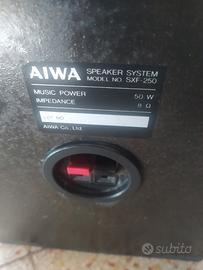 AIWA SPEAKER SYSTEM
MODEL NO. SXF-250
MUSIC POWER 50 W
IMPEDANCE 8 Ω
LOT NO.
AIWA Co., Ltd.
subito